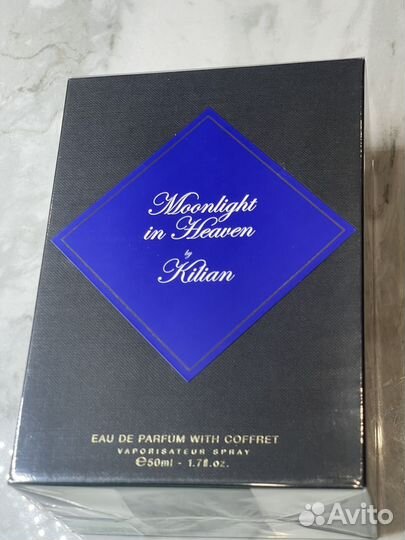 Moonlight
in Heaven
by
Kilian
EAU DE PARFUM WITH COFFRET
VAPORISATEUR SPRAY
℮50ml - 1.7fl.oz.
Avito